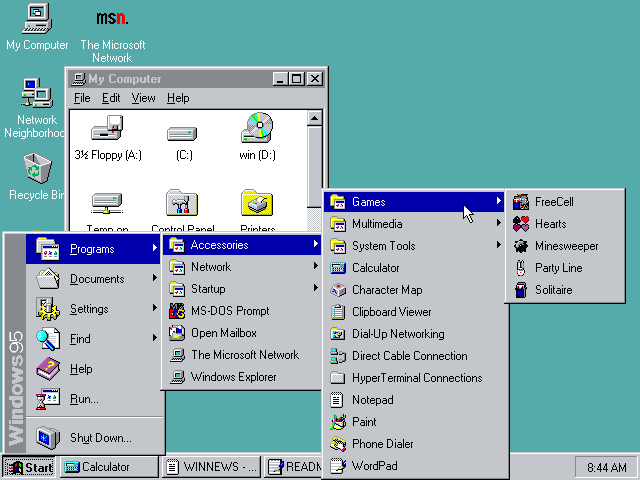 My Computer
msn.
The Microsoft
Network
Network
Neighborhoo
Recycle Bin
My Computer
File Edit View Help
3½ Floppy (A:)
(C:)
win (D:)
Temp on
Control Panel
Printers
Windows95
Programs
Documents
Settings
Find
Help
Run...
Shut Down...
Accessories
Network
Startup
MS-DOS Prompt
Open Mailbox
The Microsoft Network
Windows Explorer
Games
Multimedia
System Tools
Calculator
Character Map
Clipboard Viewer
Dial-Up Networking
Direct Cable Connection
HyperTerminal Connections
Notepad
Paint
Phone Dialer
WordPad
FreeCell
Hearts
Minesweeper
Party Line
Solitaire
Start
Calculator
WINNEWS - ...
READM
8:44 AM